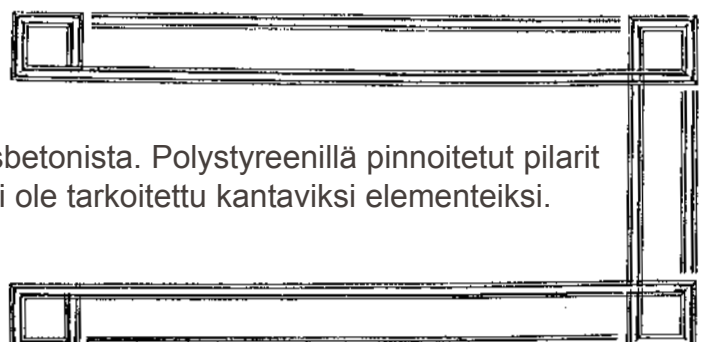 sbetonista. Polystyreenillä pinnoitetut pilarit
i ole tarkoitettu kantaviksi elementeiksi.